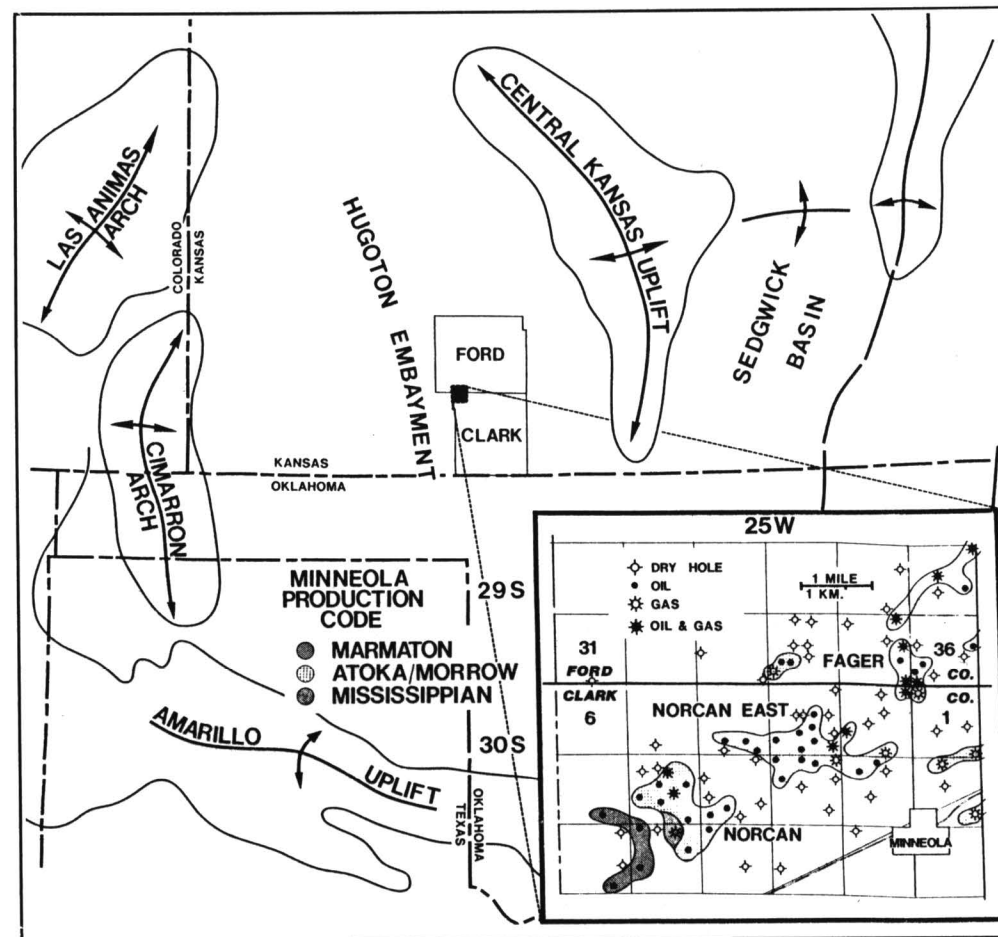 LAS ANIMAS
ARCH
COLORADO
KANSAS
HUGOTON EMBAYMENT
CENTRAL KANSAS UPLIFT
SEDGWICK
BASIN
FORD
CLARK
KANSAS
OKLAHOMA
CIMARRON
ARCH
MINNEOLA
PRODUCTION
CODE
MARMATON
ATOKA/MORROW
MISSISSIPPIAN
AMARILLO UPLIFT
OKLAHOMA
TEXAS
25W
29S
30S
DRY HOLE
OIL
GAS
OIL & GAS
1 MILE
1 KM.
31
36
FORD
CO.
CLARK
CO.
6
1
FAGER
NORCAN EAST
NORCAN
MINNEOLA